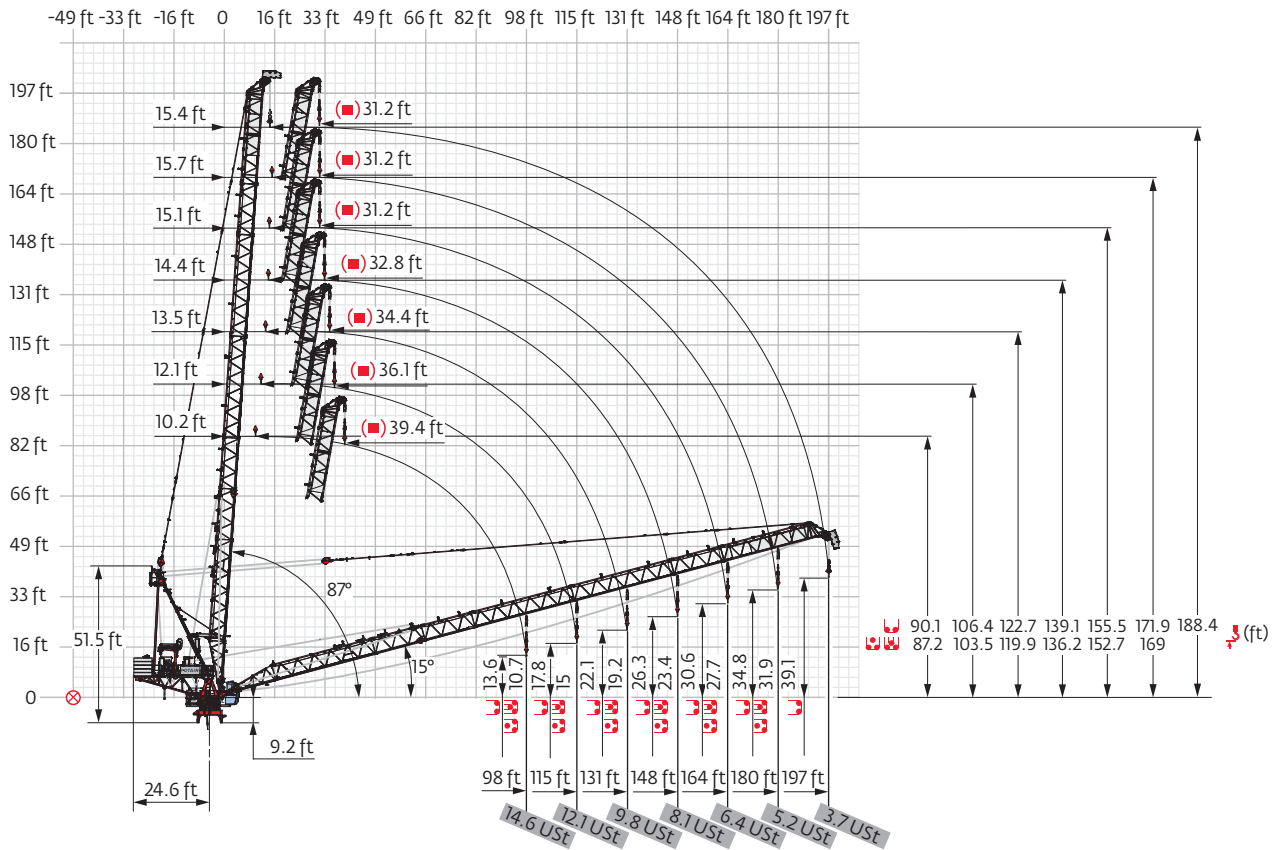 -49 ft -33 ft -16 ft 0 16 ft 33 ft 49 ft 66 ft 82 ft 98 ft 115 ft 131 ft 148 ft 164 ft 180 ft 197 ft
197 ft
15.4 ft
(■) 31.2 ft
180 ft
15.7 ft
(■) 31.2 ft
164 ft
15.1 ft
(■) 31.2 ft
148 ft
14.4 ft
(■) 32.8 ft
131 ft
13.5 ft
(■) 34.4 ft
115 ft
12.1 ft
(■) 36.1 ft
98 ft
10.2 ft
(■) 39.4 ft
82 ft
66 ft
49 ft
87°
33 ft
51.5 ft
90.1 106.4 122.7 139.1 155.5 171.9 188.4
87.2 103.5 119.9 136.2 152.7 169
(ft)
16 ft
15°
13.6 10.7 17.8 15 22.1 19.2 26.3 23.4 30.6 27.7 34.8 31.9 39.1
0
9.2 ft
24.6 ft
98 ft 115 ft 131 ft 148 ft 164 ft 180 ft 197 ft
14.6 USt 12.1 USt 9.8 USt 8.1 USt 6.4 USt 5.2 USt 3.7 USt